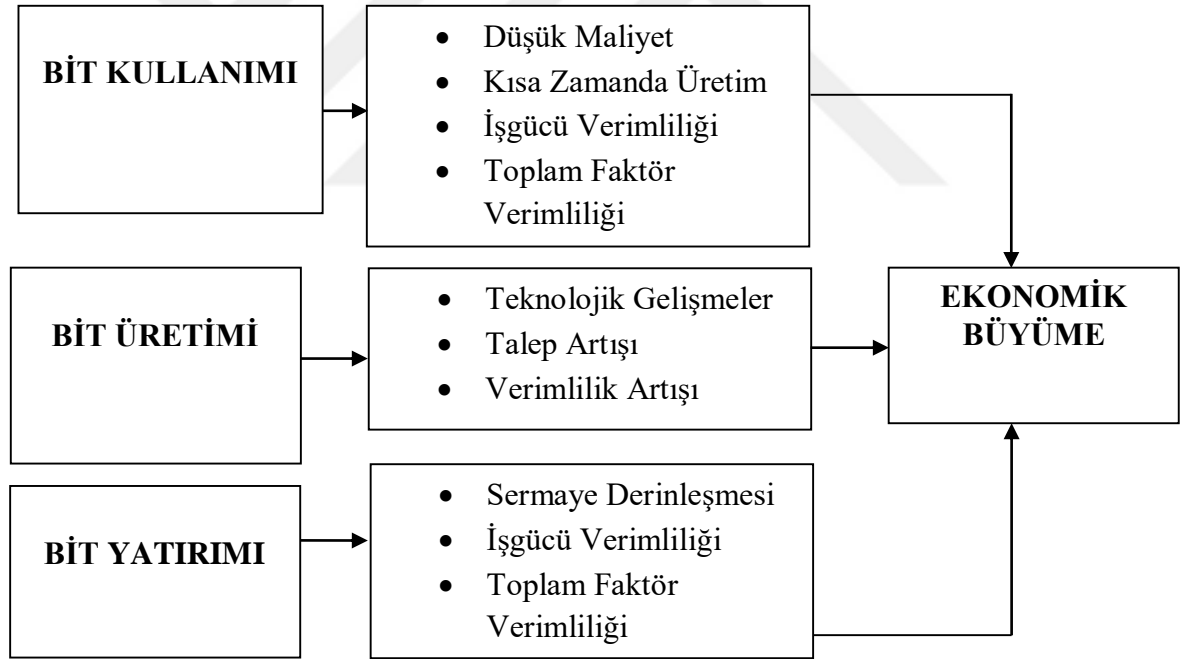 BİT KULLANIMI
• Düşük Maliyet
• Kısa Zamanda Üretim
• İşgücü Verimliliği
• Toplam Faktör
Verimliliği
BİT ÜRETİMİ
• Teknolojik Gelişmeler
• Talep Artışı
• Verimlilik Artışı
BİT YATIRIMI
• Sermaye Derinleşmesi
• İşgücü Verimliliği
• Toplam Faktör
Verimliliği
EKONOMİK
BÜYÜME